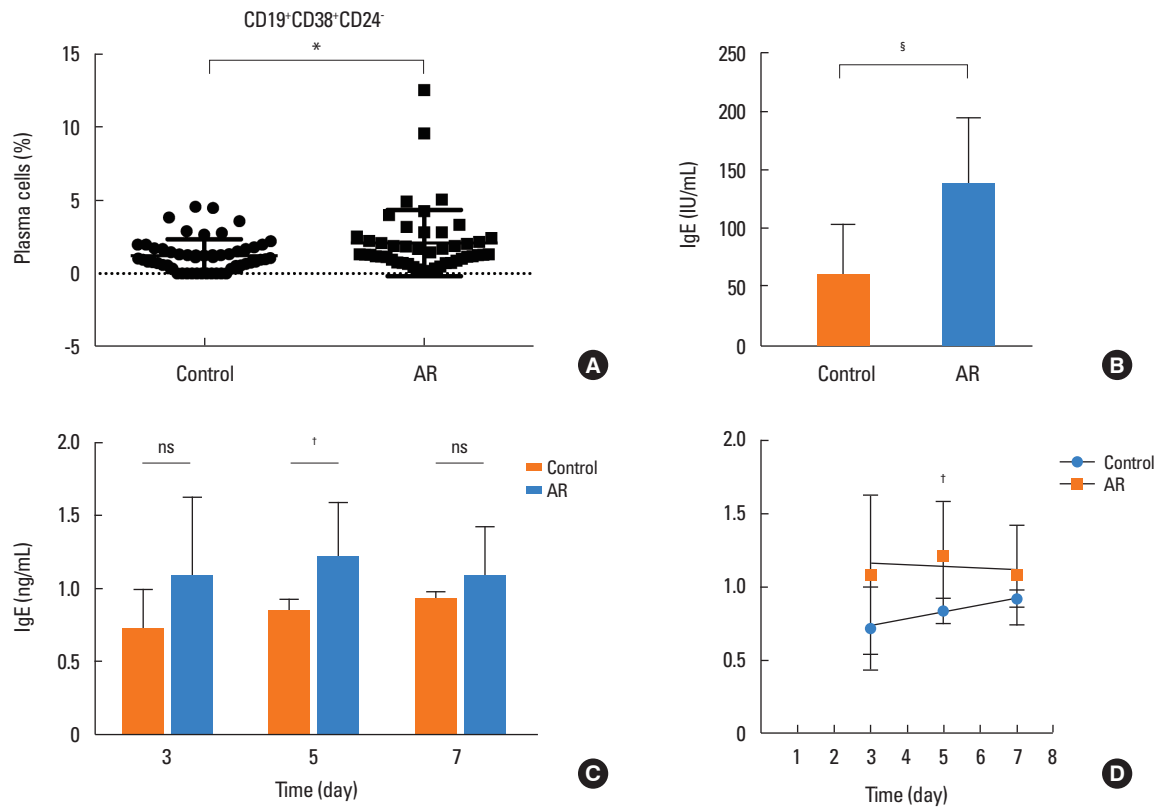 CD19⁺CD38⁺CD24⁻
*
15
10
5
0
-5
Plasma cells (%)
Control AR
A
§
250
200
150
100
50
0
IgE (IU/mL)
Control AR
B
2.0
1.5
1.0
0.5
0
IgE (ng/mL)
ns † ns
Control
AR
3 5 7
Time (day)
C
2.0
1.5
1.0
0.5
0
†
Control
AR
1 2 3 4 5 6 7 8
Time (day)
D